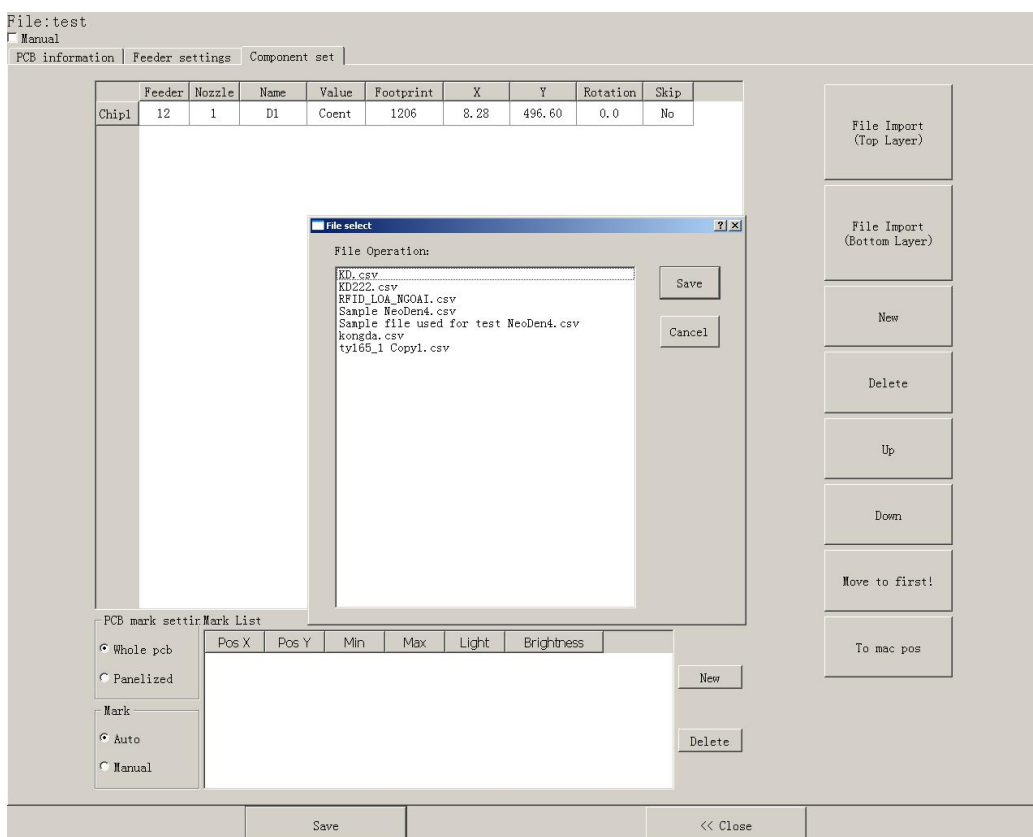 File:test
Manual
PCB information Feeder settings Component set
Feeder Nozzle Name Value Footprint X Y Rotation Skip
Chip1 12 1 D1 Coent 1206 8.28 496.60 0.0 No
File Import
(Top Layer)
File Import
(Bottom Layer)
New
Delete
Up
Down
Move to first!
To mac pos
File select
File Operation:
KD.csv
KD222.csv
RFID_LOA_NGOAI.csv
Sample NeoDen4.csv
Sample file used for test NeoDen4.csv
kongda.csv
ty165_1 Copy1.csv
Save
Cancel
PCB mark settin
Whole pcb
Panelized
Mark
Auto
Manual
Mark List
Pos X Pos Y Min Max Light Brightness
New
Delete
Save
<< Close